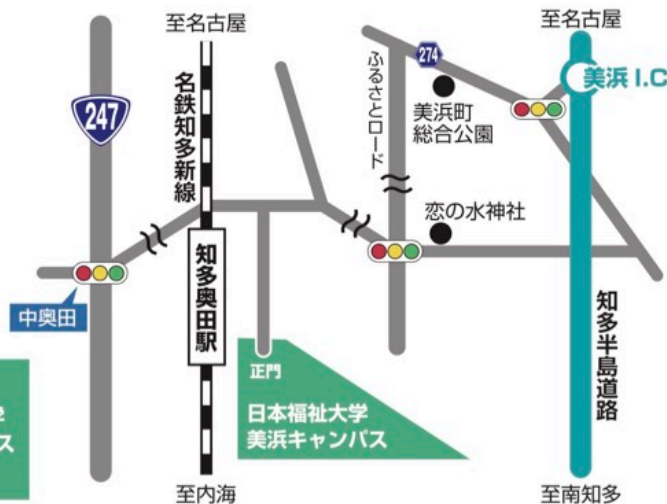 至名古屋
至名古屋
247
名鉄知多新線
ふるさとロード
274
美浜I.C
美浜町
総合公園
恋の水神社
知多奥田駅
中奥田
知多半島道路
正門
日本福祉大学
美浜キャンパス
学
ス
至内海
至南知多